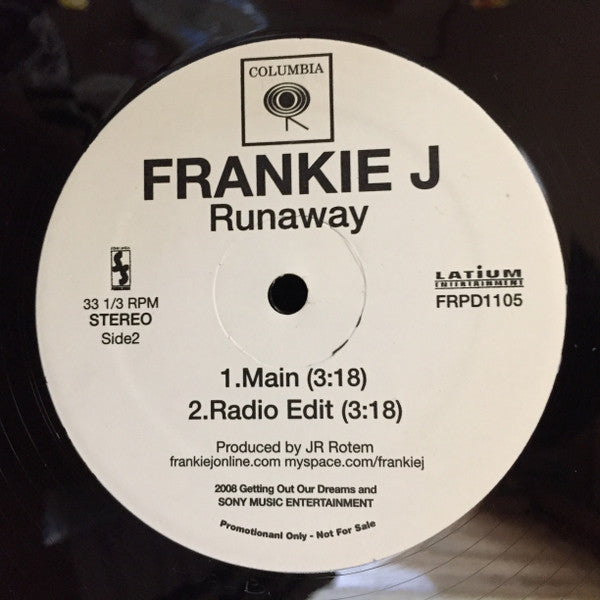 COLUMBIA
FRANKIE J
Runaway
33 1/3 RPM
STEREO
Side2
LATiUM
ENTERTAINMENT
FRPD1105
1.Main (3:18)
2.Radio Edit (3:18)
Produced by JR Rotem
frankiejonline.com myspace.com/frankiej
2008 Getting Out Our Dreams and
SONY MUSIC ENTERTAINMENT
Promotionanl Only - Not For Sale